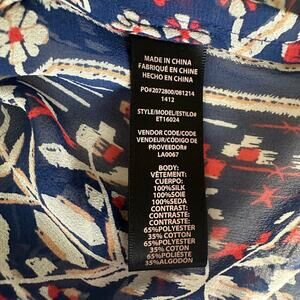 MADE IN CHINA
FABRIQUÉ EN CHINE
HECHO EN CHINA
PO#2072800/081214
1412
STYLE/MODEL/ESTILO#
ET16024
VENDOR CODE/CODE
VENDEUR/CÓDIGO DE
PROVEEDOR#
LA0067
BODY:
VÊTEMENT:
CUERPO:
100%SILK
100%SOIE
100%SEDA
CONTRAST:
CONTRASTE:
CONTRASTE:
65%POLYESTER
35% COTTON
65%POLYESTER
35% COTON
65%POLIÉSTE
35%ALGODÓN